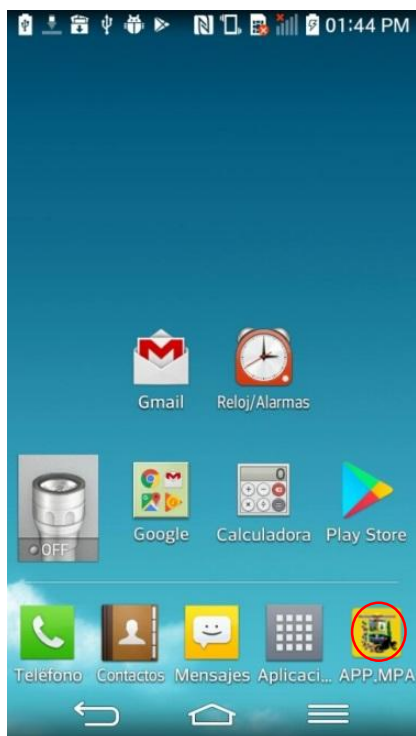 01:44 PM
Gmail Reloj/Alarmas
OFF Google Calculadora Play Store
Teléfono Contactos Mensajes Aplicaci... APP.MPA